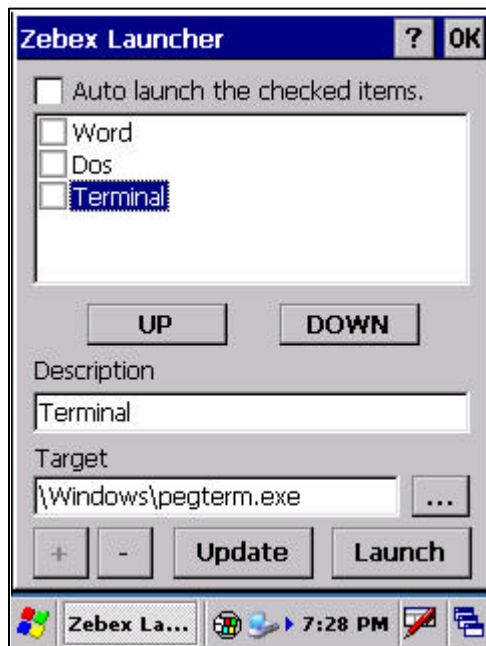 Zebex Launcher ? OK
Auto launch the checked items.
Word
Dos
Terminal
UP DOWN
Description
Terminal
Target
\Windows\pegterm.exe ...
+ - Update Launch
Zebex La... 7:28 PM